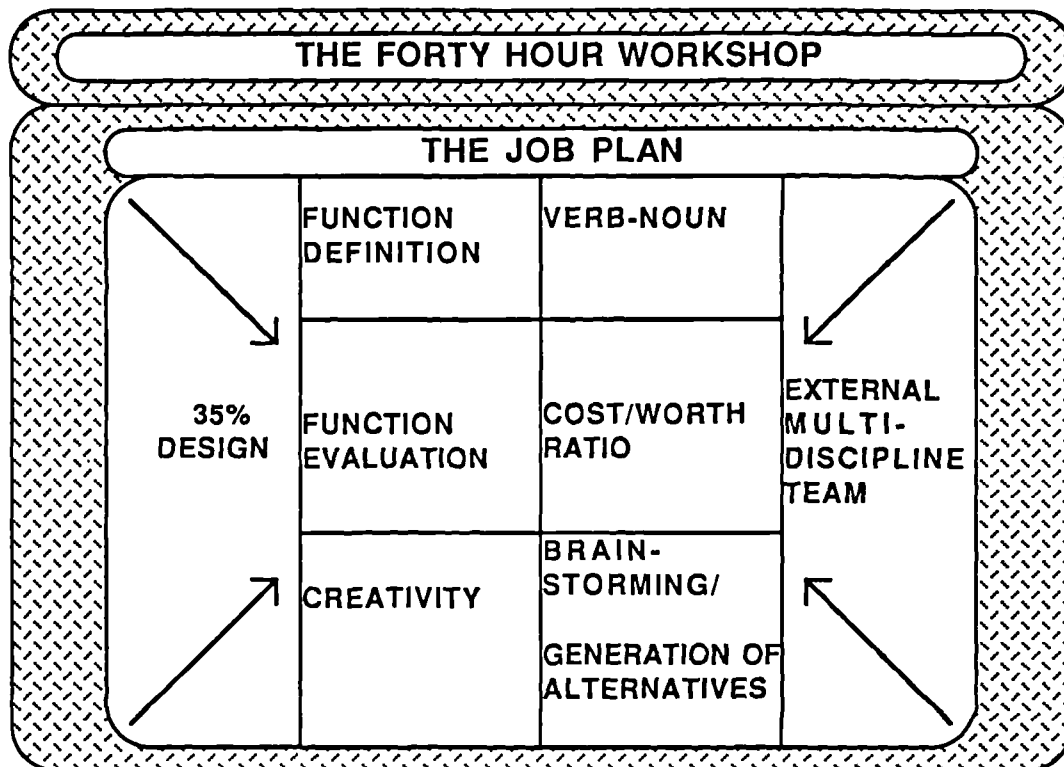 THE FORTY HOUR WORKSHOP
THE JOB PLAN
FUNCTION
DEFINITION
VERB-NOUN
35%
DESIGN
FUNCTION
EVALUATION
COST/WORTH
RATIO
EXTERNAL
MULTI-
DISCIPLINE
TEAM
CREATIVITY
BRAIN-
STORMING/
GENERATION OF
ALTERNATIVES